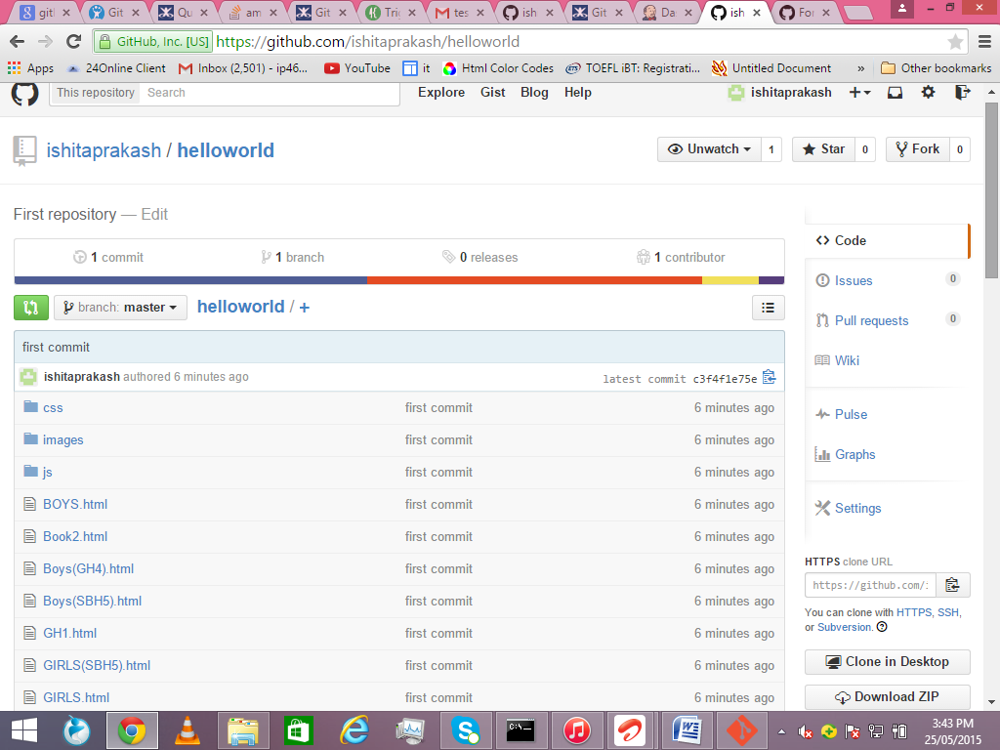 gitl
Git
Qu
am
Git
Trig
tes
ish
Git
Das
ish
For
GitHub, Inc. [US] https://github.com/ishitaprakash/helloworld
Apps 24Online Client Inbox (2,501) - ip46... YouTube it Html Color Codes TOEFL iBT: Registrati... Untitled Document » Other bookmarks
This repository Search Explore Gist Blog Help ishitaprakash
ishitaprakash / helloworld Unwatch 1 Star 0 Fork 0
First repository — Edit
1 commit 1 branch 0 releases 1 contributor
branch: master helloworld / +
first commit
ishitaprakash authored 6 minutes ago latest commit c3f4f1e75e
css first commit 6 minutes ago
images first commit 6 minutes ago
js first commit 6 minutes ago
BOYS.html first commit 6 minutes ago
Book2.html first commit 6 minutes ago
Boys(GH4).html first commit 6 minutes ago
Boys(SBH5).html first commit 6 minutes ago
GH1.html first commit 6 minutes ago
GIRLS(SBH5).html first commit 6 minutes ago
GIRLS.html first commit 6 minutes ago
Code
Issues 0
Pull requests 0
Wiki
Pulse
Graphs
Settings
HTTPS clone URL
https://github.com/
You can clone with HTTPS, SSH,
or Subversion.
Clone in Desktop
Download ZIP
3:43 PM
25/05/2015